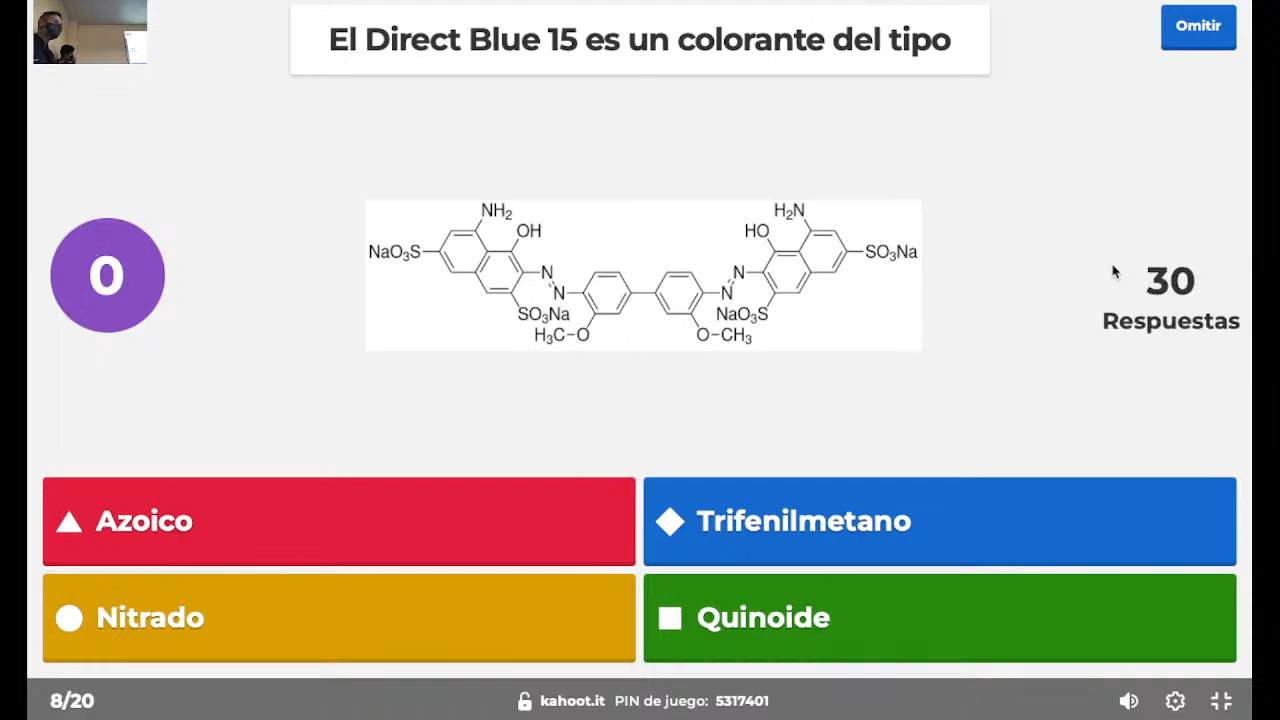 El Direct Blue 15 es un colorante del tipo
Omitir
0
NH2
OH
NaO3S
N
N
SO3Na
H3C-O
H2N
HO
SO3Na
N
N
NaO3S
O-CH3
30
Respuestas
Azoico
Trifenilmetano
Nitrado
Quinoide
8/20
kahoot.it PIN de juego: 5317401